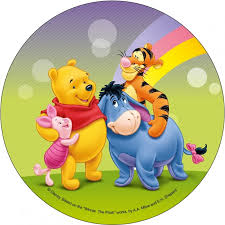 © Disney. Based on the "Winnie The Pooh" works, by A.A. Milne and E.H. Shepard